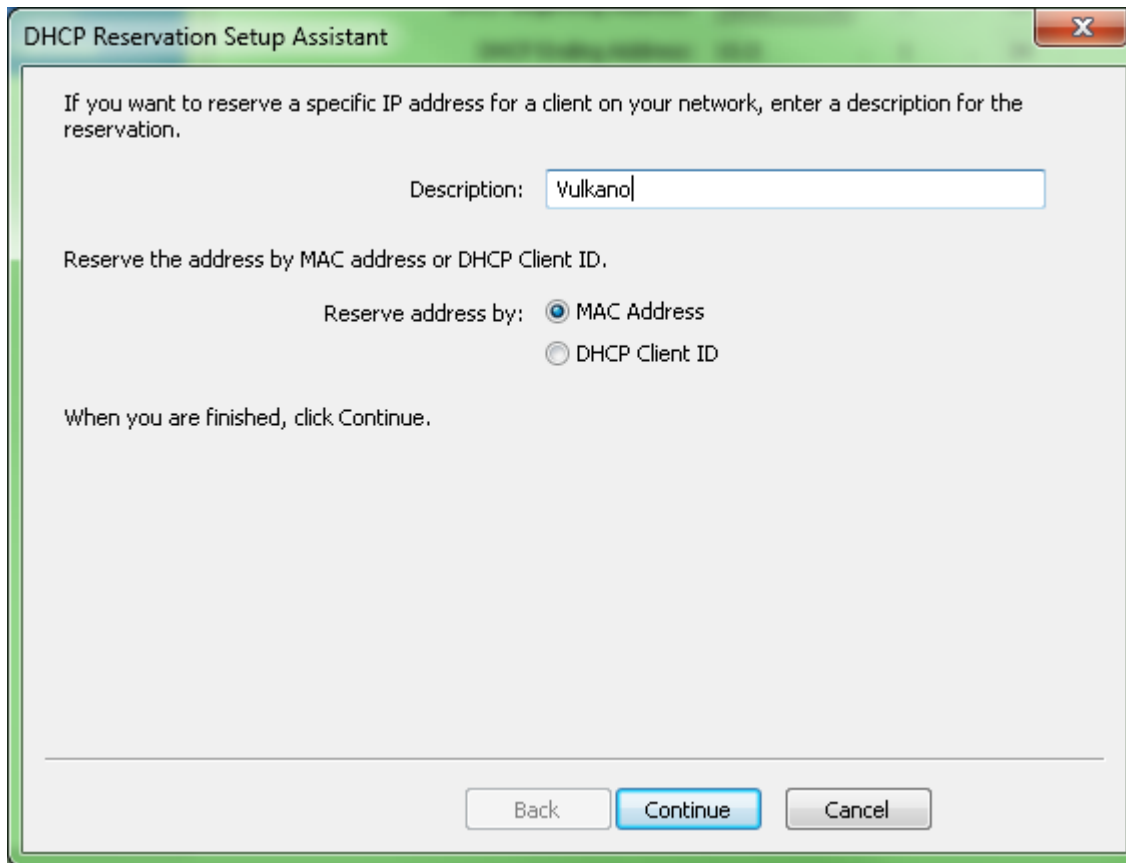 DHCP Reservation Setup Assistant
If you want to reserve a specific IP address for a client on your network, enter a description for the
reservation.
Description: Vulkano
Reserve the address by MAC address or DHCP Client ID.
Reserve address by: MAC Address
DHCP Client ID
When you are finished, click Continue.
Back Continue Cancel